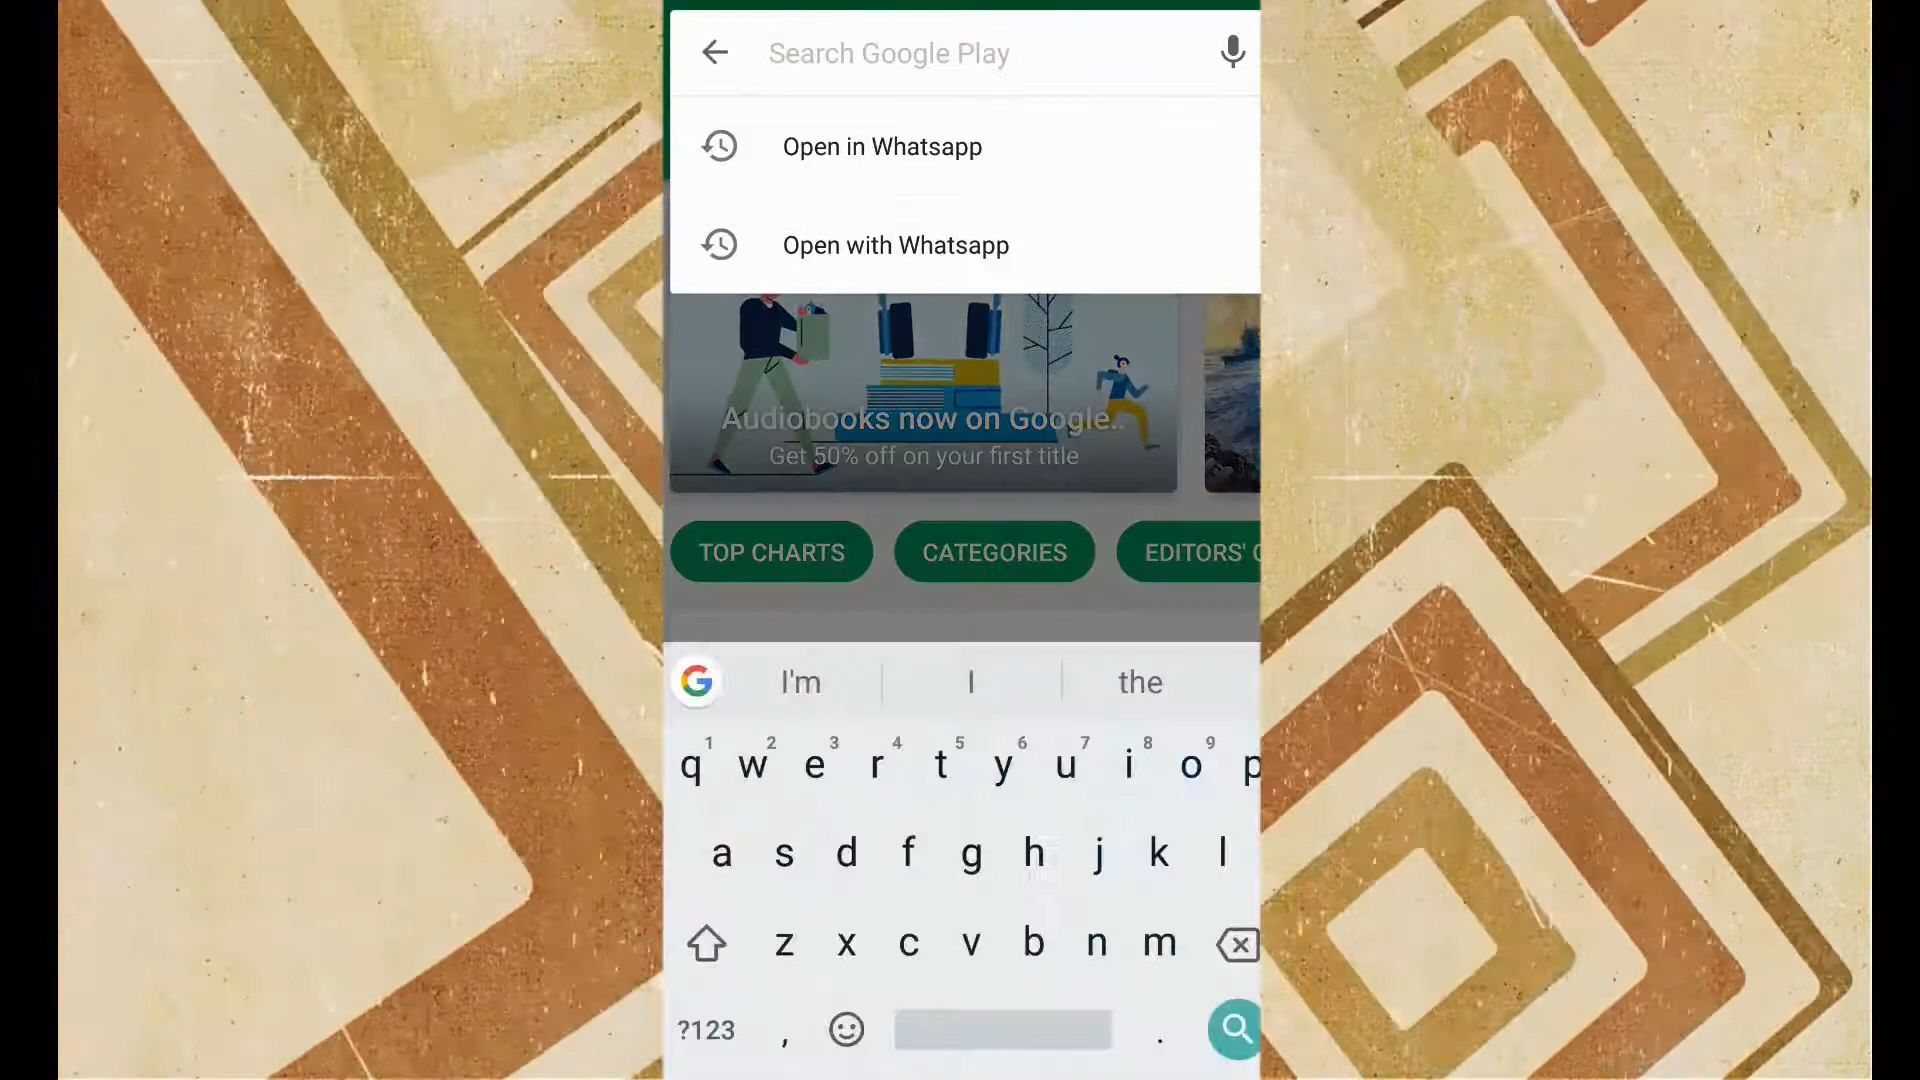 Search Google Play
Open in Whatsapp
Open with Whatsapp
Audiobooks now on Google..
Get 50% off on your first title
TOP CHARTS CATEGORIES EDITORS' C
G I'm I the
1 2 3 4 5 6 7 8 9
q w e r t y u i o p
a s d f g h j k l
z x c v b n m
?123 , .